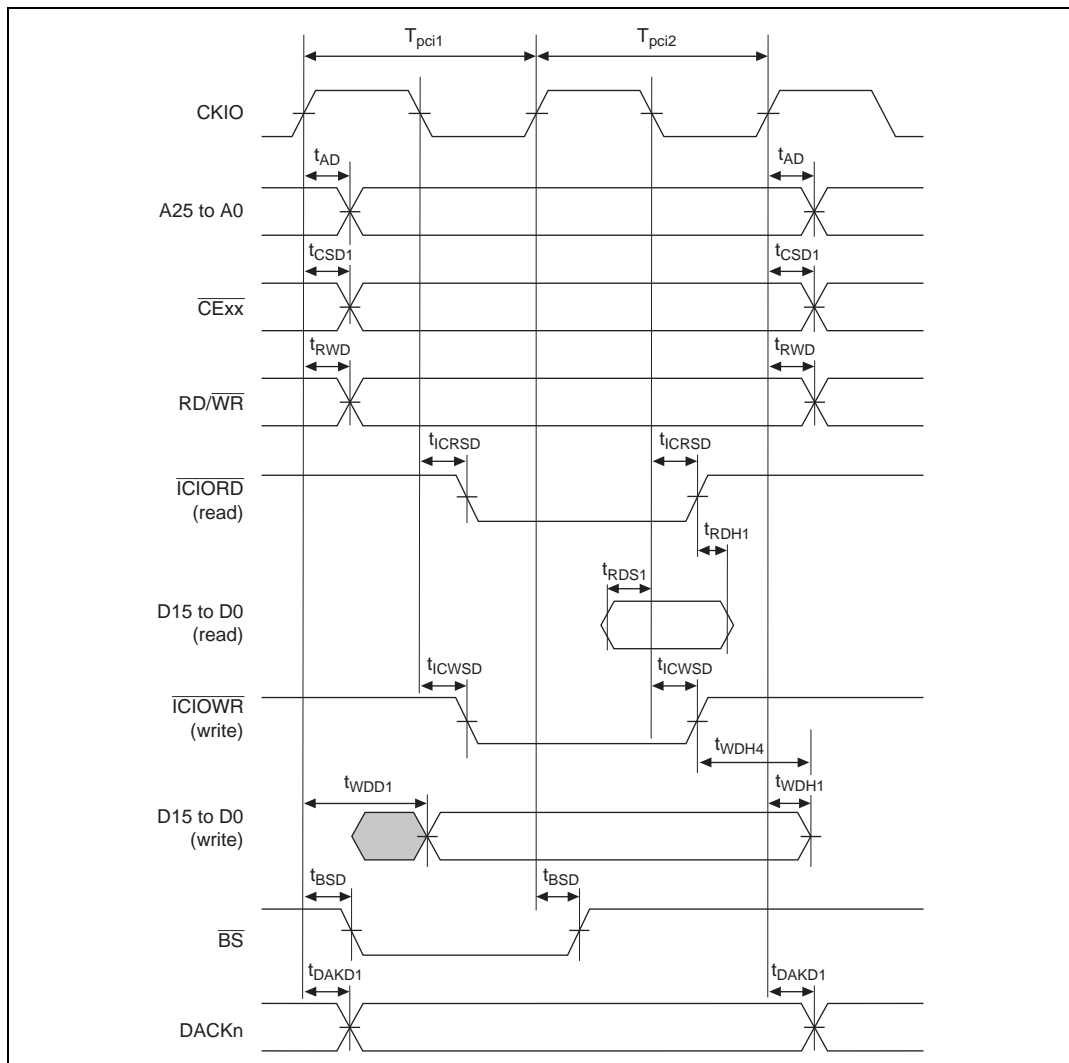 Tpci1 Tpci2
CKIO
tAD tAD
A25 to A0
tCSD1 tCSD1
CExx
tRWD tRWD
RD/WR
tICRSD tICRSD
ICIORD
(read)
tRDH1
tRDS1
D15 to D0
(read)
tICWSD tICWSD
ICIOWR
(write)
tWDH4
tWDD1 tWDH1
D15 to D0
(write)
tBSD tBSD
BS
tDAKD1 tDAKD1
DACKn